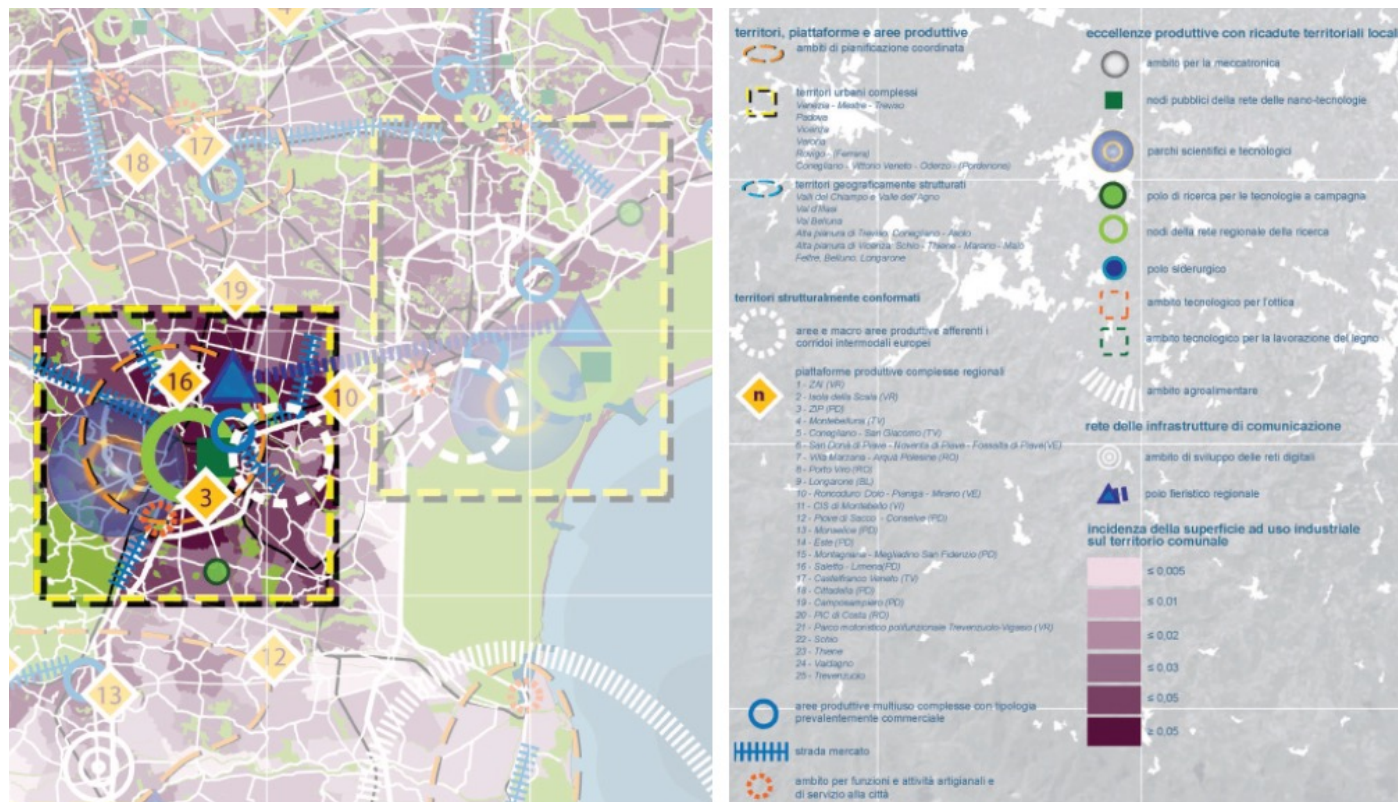 17
18
19
16
10
3
12
13
territori, piattaforme e aree produttive
ambiti di pianificazione coordinata
territori urbani complessi
Venezia - Mestre - Treviso
Padova
Vicenza
Verona
Rovigo - (Ferrara)
Conegliano - Vittorio Veneto - Oderzo - (Pordenone)
territori geograficamente strutturati
Valli del Chiampo e Valle dell'Agno
Val d'Illasi
Val Belluna
Alta pianura di Treviso: Conegliano - Asolo
Alta pianura di Vicenza: Schio - Thiene - Marano - Malo
Feltre, Belluno, Longarone
territori strutturalmente conformati
aree e macro aree produttive afferenti i
corridoi intermodali europei
n
piattaforme produttive complesse regionali
1 - ZAI (VR)
2 - Isola della Scala (VR)
3 - ZIP (PD)
4 - Montebelluna (TV)
5 - Conegliano - San Giacomo (TV)
6 - San Donà di Piave - Noventa di Piave - Fossalta di Piave(VE)
7 - Villa Marzana - Arquà Polesine (RO)
8 - Porto Viro (RO)
9 - Longarone (BL)
10 - Roncoduro: Dolo - Pianiga - Mirano (VE)
11 - CIS di Montebello (VI)
12 - Piove di Sacco - Conselve (PD)
13 - Monselice (PD)
14 - Este (PD)
15 - Montagnana - Megliadino San Fidenzio (PD)
16 - Saletto - Limena(PD)
17 - Castelfranco Veneto (TV)
18 - Cittadella (PD)
19 - Camposampiero (PD)
20 - PIC di Costa (RO)
21 - Parco motoristico polifunzionale Trevenzuolo-Vigasio (VR)
22 - Schio
23 - Thiene
24 - Valdagno
25 - Trevenzuolo
aree produttive multiuso complesse con tipologia
prevalentemente commerciale
strada mercato
ambito per funzioni e attività artigianali e
di servizio alla città
eccellenze produttive con ricadute territoriali local
ambito per la meccatronica
nodi pubblici della rete delle nano-tecnologie
parchi scientifici e tecnologici
polo di ricerca per le tecnologie a campagna
nodi della rete regionale della ricerca
polo siderurgico
ambito tecnologico per l'ottica
ambito tecnologico per la lavorazione del legno
ambito agroalimentare
rete delle infrastrutture di comunicazione
ambito di sviluppo delle reti digitali
polo fieristico regionale
incidenza della superficie ad uso industriale
sul territorio comunale
≤ 0,005
≤ 0,01
≤ 0,02
≤ 0,03
≤ 0,05
≥ 0,05